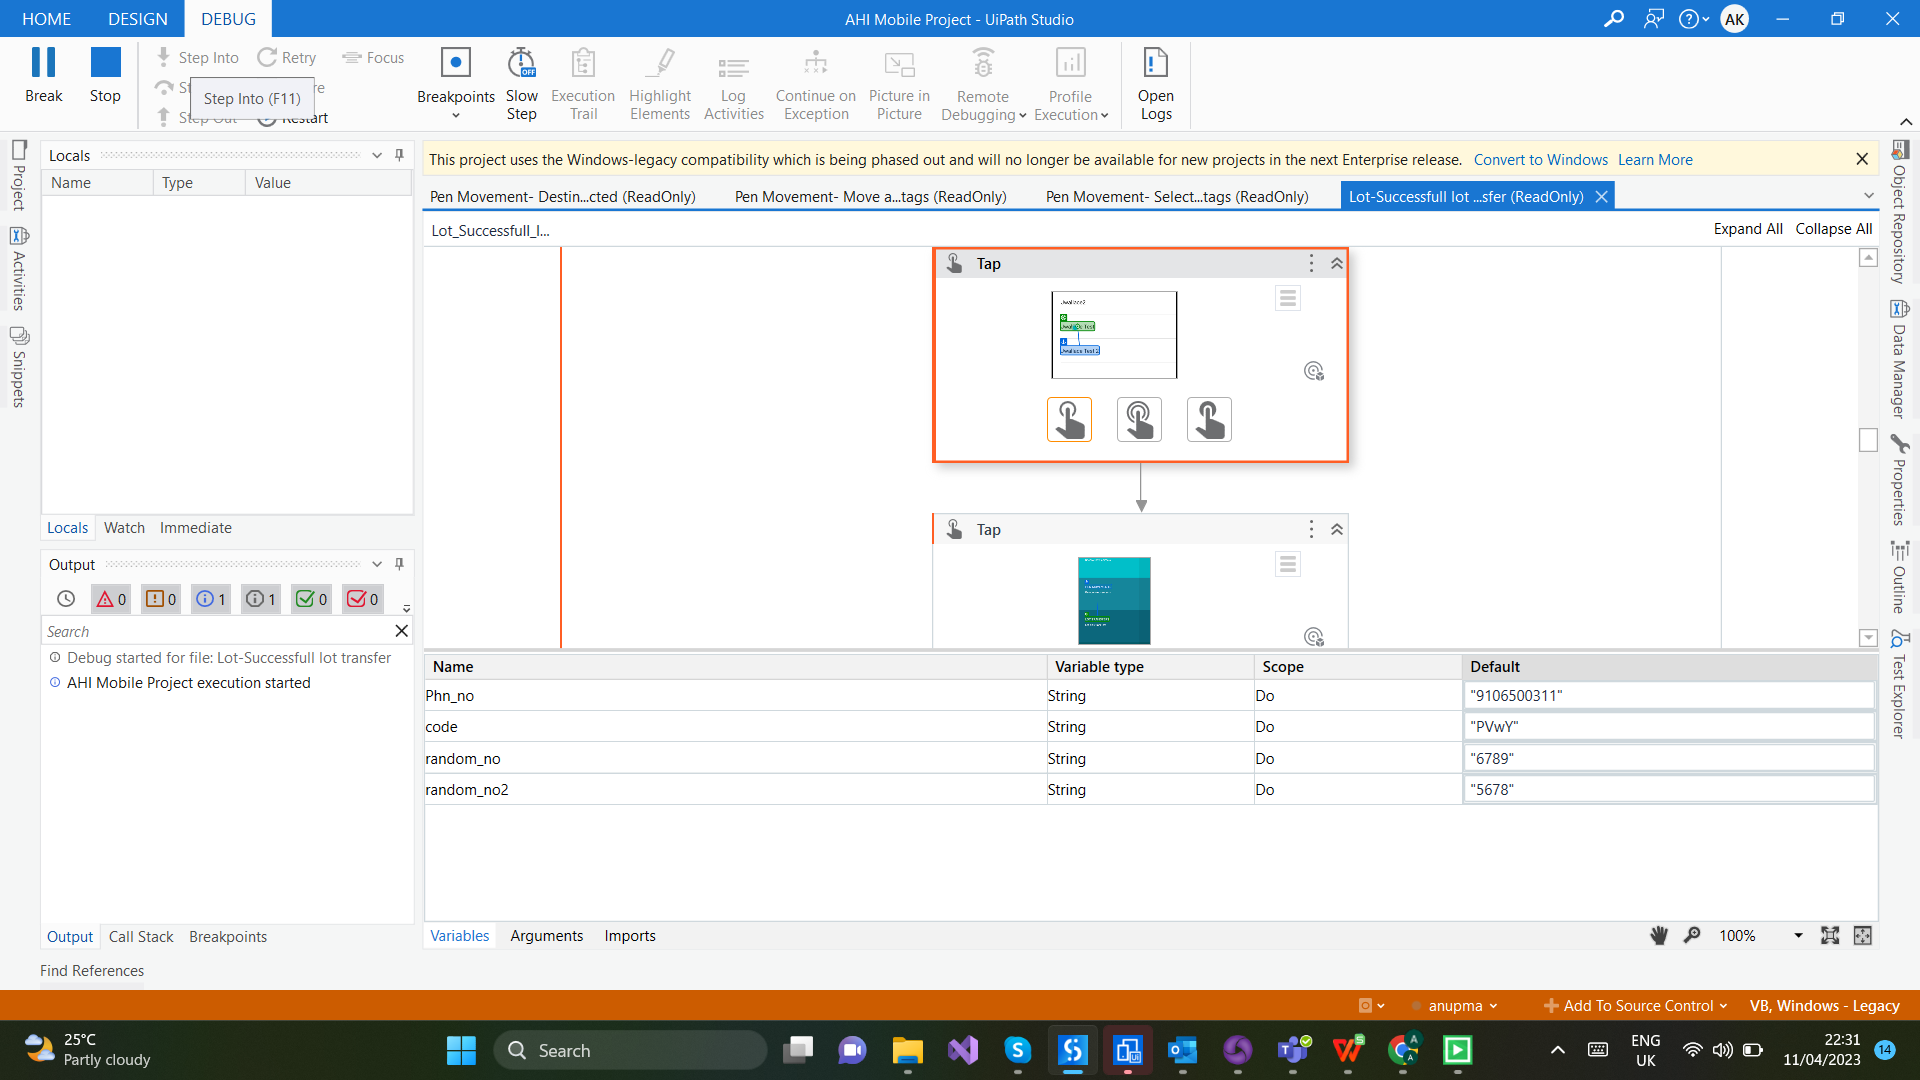 HOME DESIGN DEBUG AHI Mobile Project - UiPath Studio AK
Break Stop Step Into Retry Focus
Step Into (F11)
Restart
Breakpoints Slow Step Execution Trail Highlight Elements Log Activities Continue on Exception Picture in Picture Remote Debugging Profile Execution Open Logs
Project
Activities
Snippets
Locals
Name Type Value
Locals Watch Immediate
Output
0 0 1 1 0 0
Search
Debug started for file: Lot-Successfull lot transfer
AHI Mobile Project execution started
Output Call Stack Breakpoints
Find References
This project uses the Windows-legacy compatibility which is being phased out and will no longer be available for new projects in the next Enterprise release. Convert to Windows Learn More
Pen Movement- Destin...cted (ReadOnly) Pen Movement- Move a...tags (ReadOnly) Pen Movement- Select...tags (ReadOnly) Lot-Successfull lot ...sfer (ReadOnly)
Lot_Successfull_l... Expand All Collapse All
Tap
Uwallace2
Uwallace Test
Uwallace Test 2
Tap
Name Variable type Scope Default
Phn_no String Do "9106500311"
code String Do "PVwY"
random_no String Do "6789"
random_no2 String Do "5678"
Variables Arguments Imports 100%
Object Repository
Data Manager
Properties
Outline
Test Explorer
anupma Add To Source Control VB, Windows - Legacy
25°C
Partly cloudy
Search
ENG
UK
22:31
11/04/2023
14